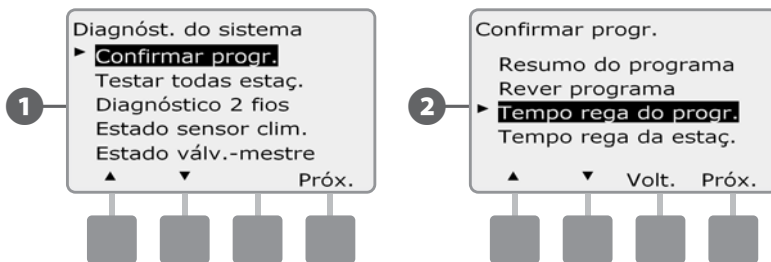 1
Diagnóst. do sistema
Confirmar progr.
Testar todas estaç.
Diagnóstico 2 fios
Estado sensor clim.
Estado válv.-mestre
Próx.
2
Confirmar progr.
Resumo do programa
Rever programa
Tempo rega do progr.
Tempo rega da estaç.
Volt. Próx.